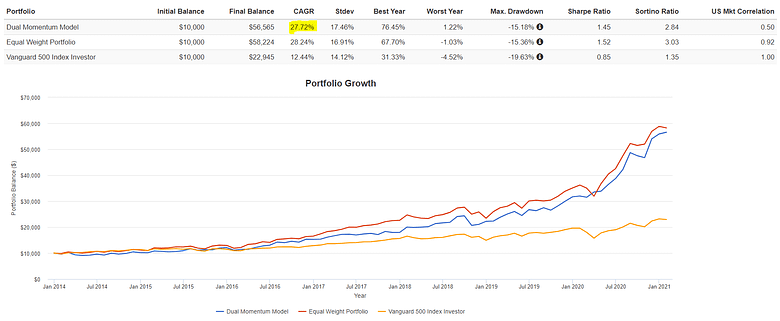 Portfolio Initial Balance Final Balance CAGR Stdev Best Year Worst Year Max. Drawdown Sharpe Ratio Sortino Ratio US Mkt Correlation
Dual Momentum Model $10,000 $56,565 27.72% 17.46% 76.45% 1.22% -15.18% 1.45 2.84 0.50
Equal Weight Portfolio $10,000 $58,224 28.24% 16.91% 67.70% -1.03% -15.36% 1.52 3.03 0.92
Vanguard 500 Index Investor $10,000 $22,945 12.44% 14.12% 31.33% -4.52% -19.63% 0.85 1.35 1.00
Portfolio Growth
$70,000
$60,000
$50,000
$40,000
$30,000
$20,000
$10,000
$0
Portfolio Balance ($)
Jan 2014 Jul 2014 Jan 2015 Jul 2015 Jan 2016 Jul 2016 Jan 2017 Jul 2017 Jan 2018 Jul 2018 Jan 2019 Jul 2019 Jan 2020 Jul 2020 Jan 2021
Year
Dual Momentum Model Equal Weight Portfolio Vanguard 500 Index Investor